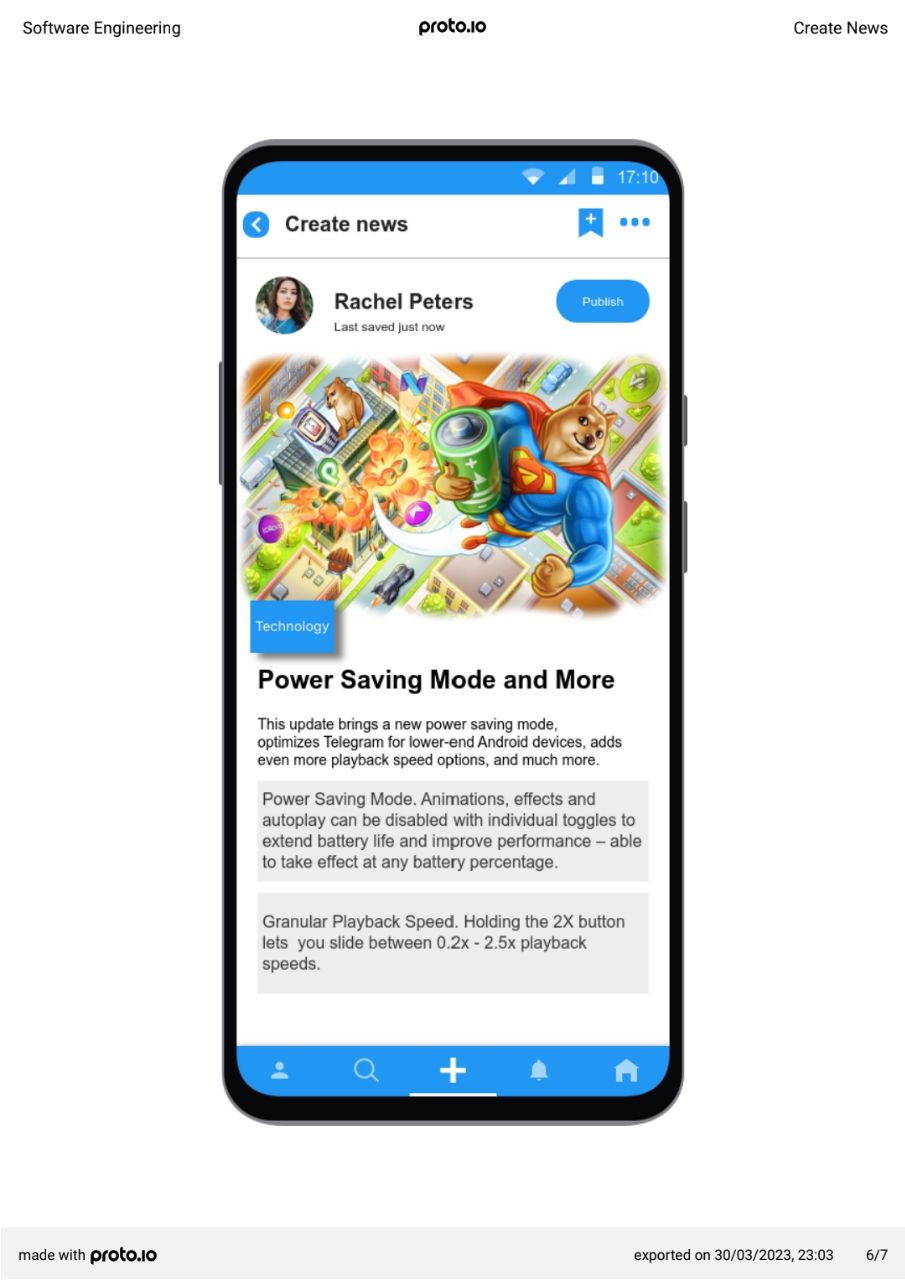 Software Engineering
proto.io
Create News
17:10
Create news
Rachel Peters
Publish
Last saved just now
Technology
Power Saving Mode and More
This update brings a new power saving mode,
optimizes Telegram for lower-end Android devices, adds
even more playback speed options, and much more.
Power Saving Mode. Animations, effects and
autoplay can be disabled with individual toggles to
extend battery life and improve performance – able
to take effect at any battery percentage.
Granular Playback Speed. Holding the 2X button
lets  you slide between 0.2x - 2.5x playback
speeds.
made with proto.io
exported on 30/03/2023, 23:03
6/7